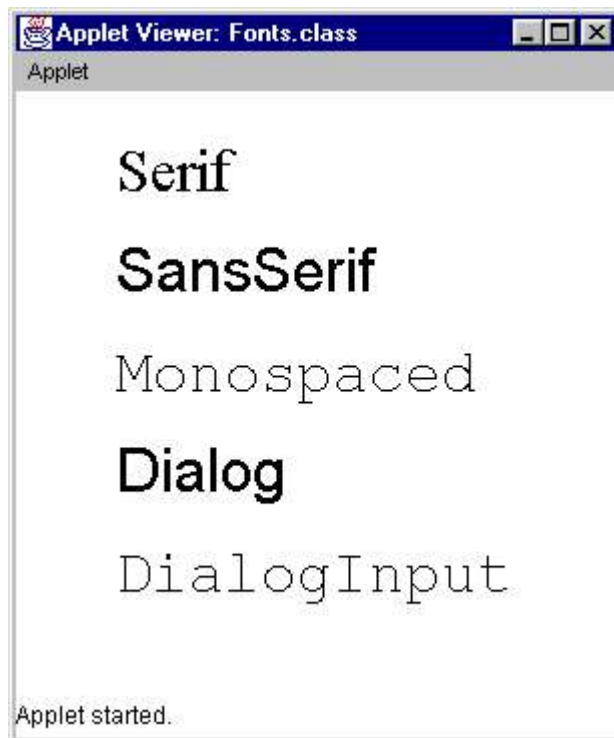 Applet Viewer: Fonts.class
Applet
Serif
SansSerif
Monospaced
Dialog
DialogInput
Applet started.